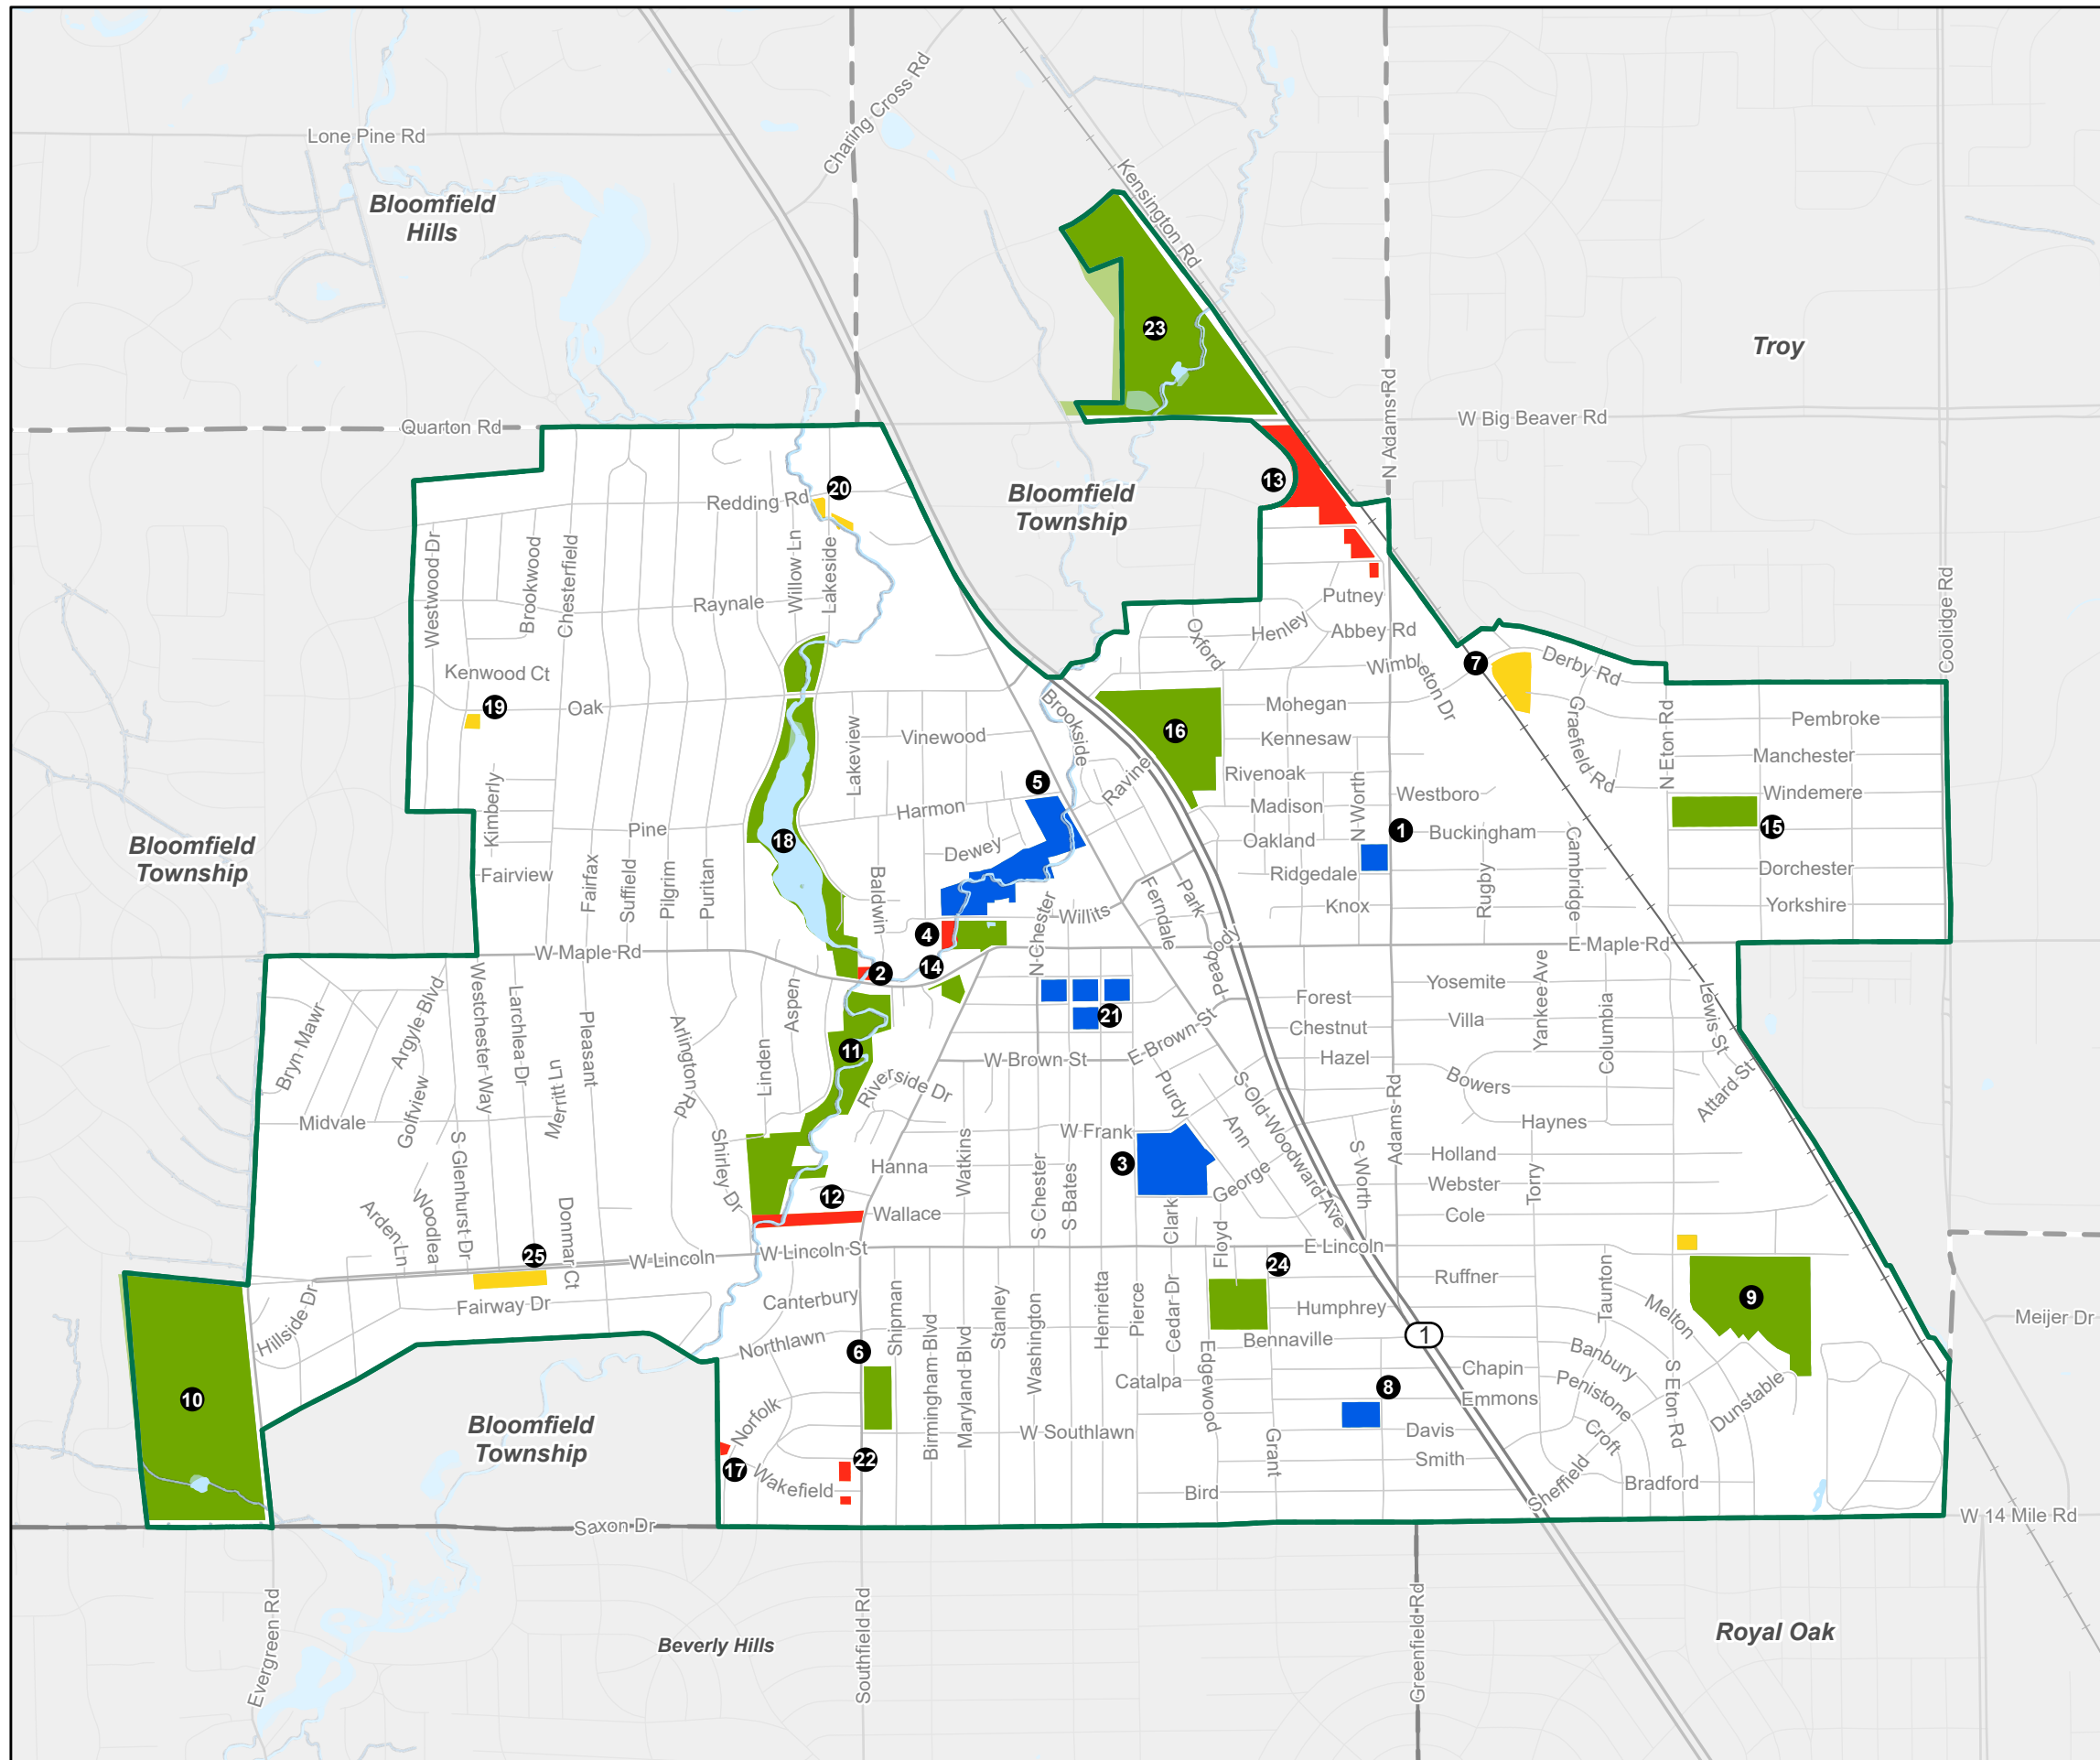 Lone Pine Rd
Charing Cross Rd
Kensington Rd
Bloomfield
Hills
23
Troy
Quarton Rd
W Big Beaver Rd
N Adams Rd
Bloomfield
Township
13
20
Redding Rd
Westwood Dr
Brookwood
Chesterfield
Willow Ln
Lakeside
Raynale
Putney
Henley
Abbey Rd
Oxford
Wimbleton Dr
7
Derby Rd
Coolidge Rd
Kenwood Ct
19
Oak
Mohegan
Graefield Rd
N Eton Rd
Pembroke
Brookside
16
Vinewood
Lakeview
Kennesaw
Manchester
5
Ravine
Rivenoak
Westboro
Windemere
Kimberly
Harmon
Madison
N Worth
15
Pine
18
Dewey
Oakland
1
Buckingham
Cambridge
Bloomfield
Township
Fairview
Fairfax
Suffield
Pilgrim
Puritan
Baldwin
Ridgedale
Rugby
Dorchester
Park
Ferndale
Knox
Yorkshire
Willits
N Chester
4
W Maple Rd
14
2
Peabody
E Maple Rd
Yosemite
Yankee Ave
Columbia
Lewis St
Bryn Mawr
Argyle Blvd
Westchester Way
Larchlea Dr
Merrill Ln
Pleasant
Arlington Rd
Aspen
Linden
Forest
21
Chestnut
Villa
11
W Brown St
E Brown St
Hazel
Bowers
Attard St
Riverside Dr
Purdy
S Old Woodward Ave
Adams Rd
Midvale
Golfview
S Glenhurst Dr
Shirley Dr
W Frank
Ann
Haynes
Hanna
Watkins
S Chester
S Bates
3
George
S Worth
Holland
Torry
Webster
12
Wallace
Clark
Floyd
Cole
Arden Ln
Woodlea
Donmar Ct
25
W Lincoln
W Lincoln St
E Lincoln
24
Ruffner
Taunton
Hillside Dr
Fairway Dr
Canterbury
Shipman
Birmingham Blvd
Maryland Blvd
Stanley
Washington
Henrietta
Pierce
Cedar Dr
Humphrey
Melton
9
Meijer Dr
Northlawn
6
Bennaville
1
Banbury
Edgewood
Chapin
S Eton Rd
Catalpa
8
Emmons
Penistone
Dunstable
10
Norfolk
Bloomfield
Township
W Southlawn
Grant
Davis
Croft
22
17
Wakefield
Smith
Sheffield
Bradford
Bird
Saxon Dr
W 14 Mile Rd
Evergreen Rd
Southfield Rd
Greenfield Rd
Beverly Hills
Royal Oak